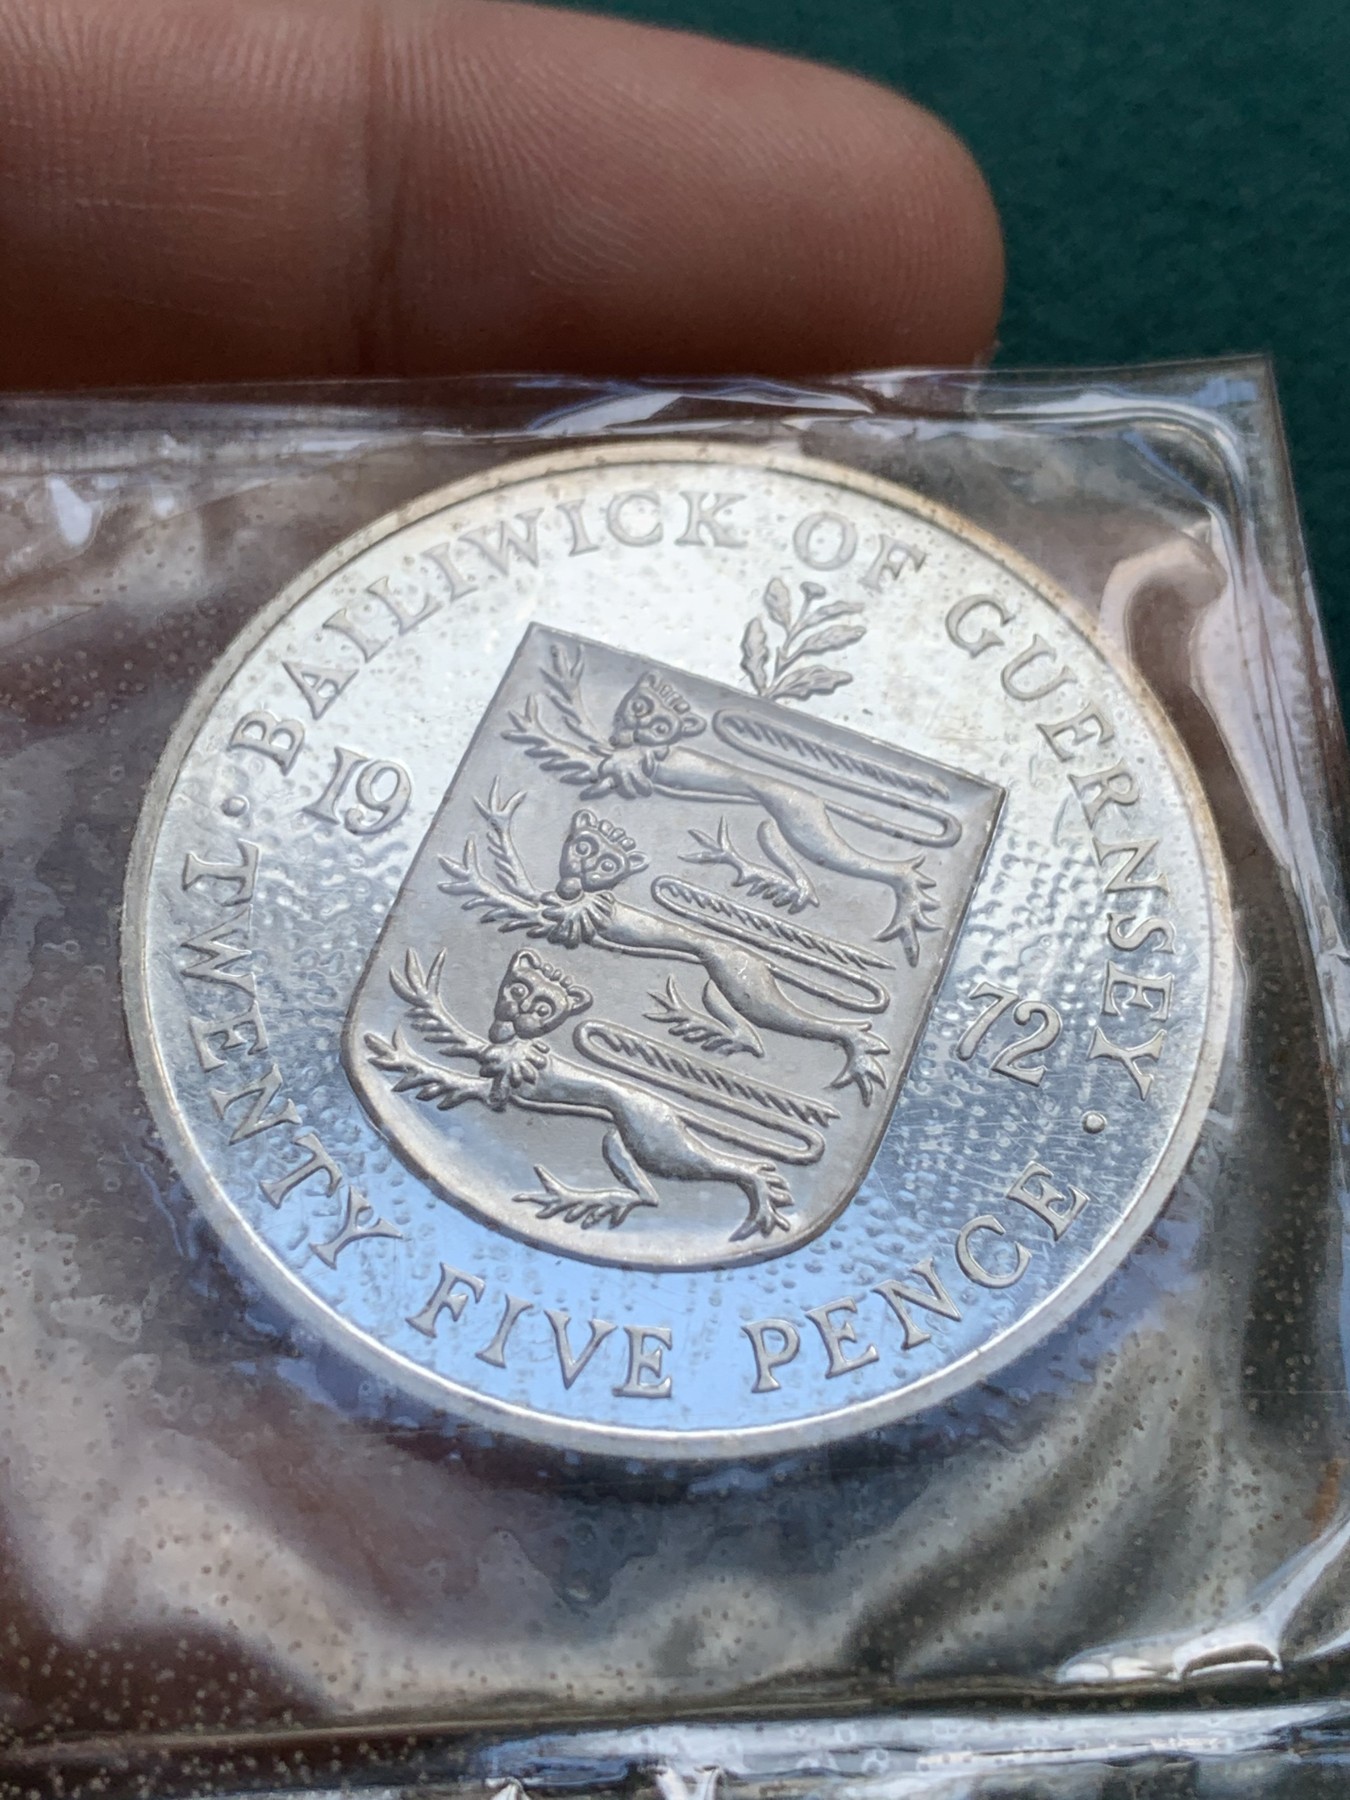 · BAILIWICK OF GUERNSEY ·
19 72
TWENTY FIVE PENCE